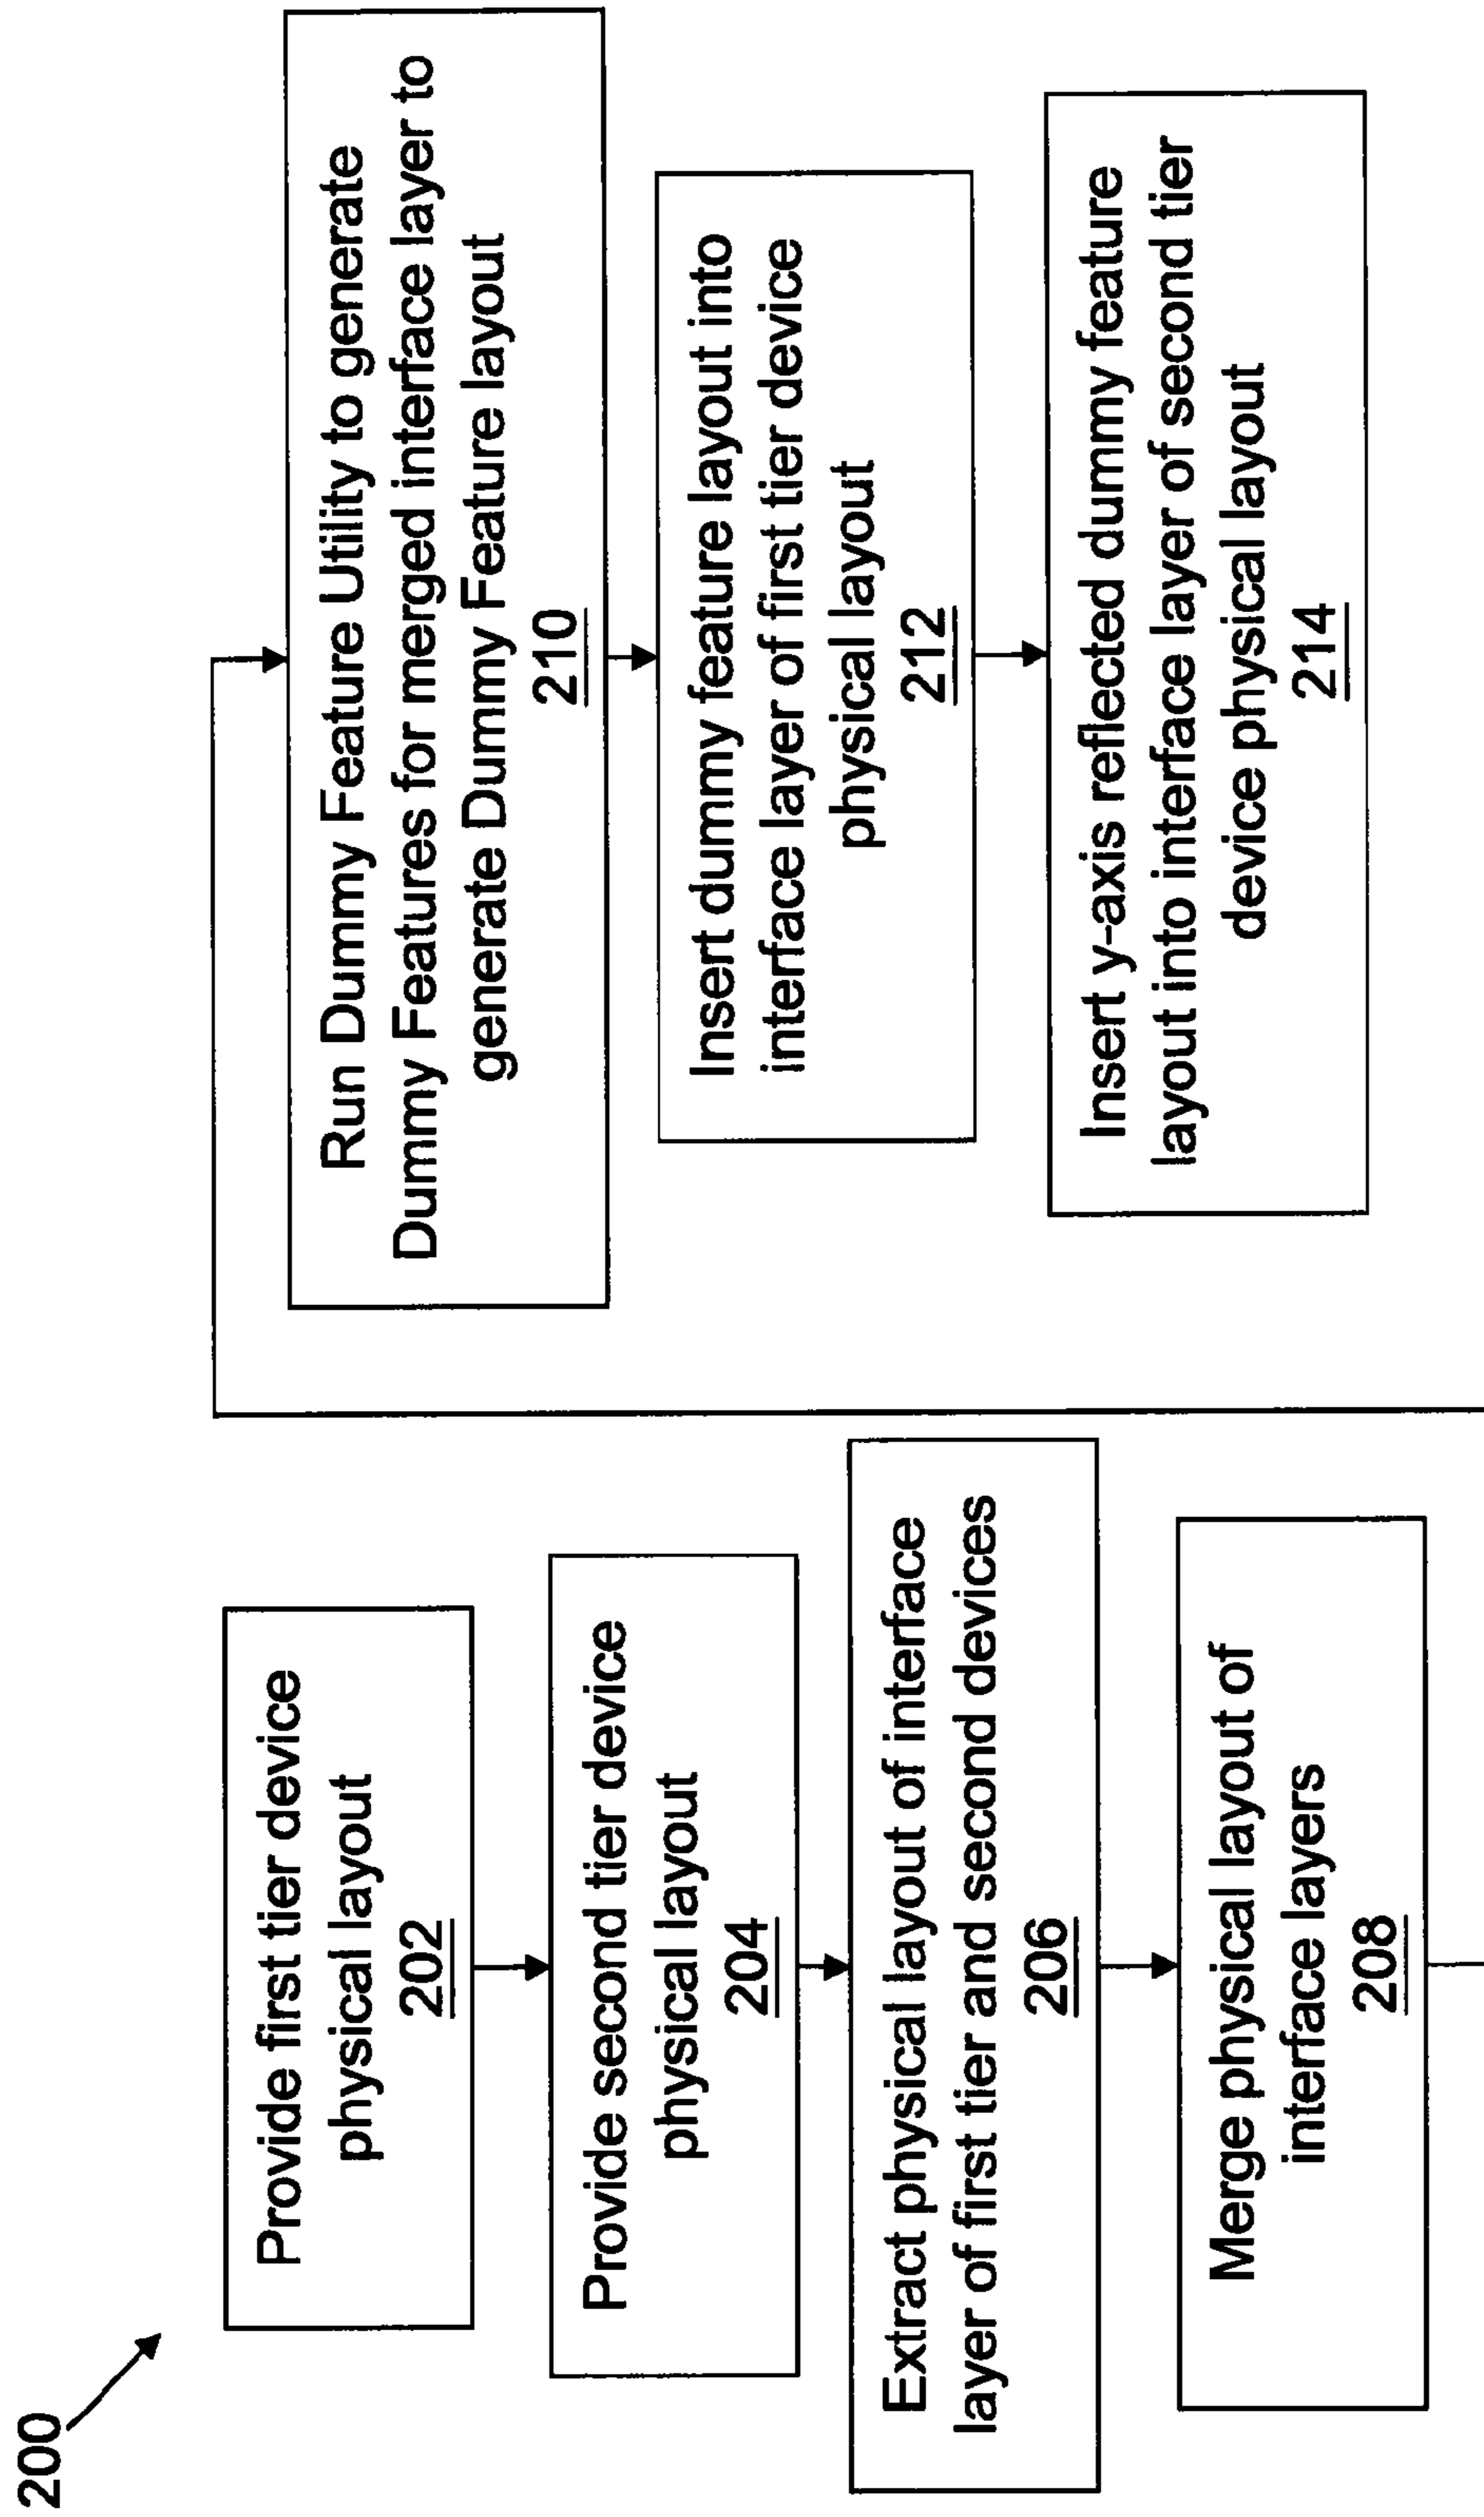 200
Provide first tier device
physical layout
202
Provide second tier device
physical layout
204
Extract physical layout of interface
layer of first tier and second devices
206
Merge physical layout of
interface layers
208
Run Dummy Feature Utility to generate
Dummy Features for merged interface layer to
generate Dummy Feature layout
210
Insert dummy feature layout into
interface layer of first tier device
physical layout
212
Insert y-axis reflected dummy feature
layout into interface layer of second tier
device physical layout
214